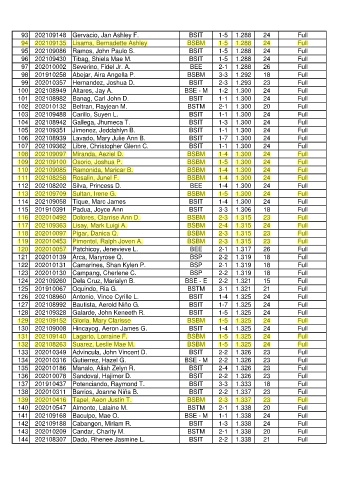 93 202109148 Gervacio, Jan Ashley F. BSIT 1-5 1.288 24 Full
94 202109135 Lisama, Bernadette Ashley BSBM 1-5 1.288 24 Full
95 202109086 Ramos, John Paulo S. BSIT 1-5 1.288 24 Full
96 202109430 Tibag, Shiela Mae M. BSIT 1-5 1.288 24 Full
97 202010002 Severino, Fidel Jr. A. BEE 2-1 1.288 26 Full
98 201910258 Abejar, Aira Angella P. BSBM 3-3 1.292 18 Full
99 202010357 Hernandez, Joshua D. BSIT 2-3 1.293 23 Full
100 202108949 Altares, Jay A. BSE - M 1-2 1.300 24 Full
101 202108982 Banag, Carl John D. BSIT 1-1 1.300 24 Full
102 202010132 Beltran, Rayjean M. BSTM 2-1 1.300 20 Full
103 202109488 Carillo, Suyen L. BSIT 1-1 1.300 24 Full
104 202108942 Gallega, Jhumeca T. BSIT 1-3 1.300 24 Full
105 202109351 Jimenez, Joddahlyn B. BSIT 1-1 1.300 24 Full
106 202108939 Lavado, Mary Julie Ann B. BSIT 1-7 1.300 24 Full
107 202109362 Libre, Christopher Glenn C. BSIT 1-1 1.300 24 Full
108 202109097 Miranda, Aeziel D. BSBM 1-4 1.300 24 Full
109 202109100 Osorio, Joshua P. BSBM 1-5 1.300 24 Full
110 202109085 Ramonida, Maricar B. BSBM 1-4 1.300 24 Full
111 202108258 Rosalin, Junel F. BSBM 1-4 1.300 24 Full
112 202108202 Silva, Princess D. BEE 1-4 1.300 24 Full
113 202109709 Sultan, Irene G. BSBM 1-5 1.300 24 Full
114 202109058 Tique, Marc James BSIT 1-4 1.300 24 Full
115 201910391 Padua, Joyce Ann BSIT 3-3 1.306 18 Full
116 202010492 Dolores, Clarisse Ann D. BSBM 2-3 1.315 23 Full
117 202109363 Lisay, Mark Luigi A. BSBM 2-4 1.315 24 Full
118 202010097 Pigar, Danica Q. BSBM 2-3 1.315 23 Full
119 202010453 Pimentel, Ralph Joven A. BSBM 2-3 1.315 23 Full
120 202010057 Patchicoy, Jenevieve L. BEE 2-1 1.317 26 Full
121 202010139 Arca, Maryrose Q. BSP 2-2 1.319 18 Full
122 202010131 Camarines, Shan Kylen P. BSP 2-1 1.319 18 Full
123 202010130 Campang, Cherlene C. BSP 2-2 1.319 18 Full
124 202109260 Dela Cruz, Marialyn B. BSE - E 2-2 1.321 15 Full
125 201910067 Oquindo, Ria G. BSTM 3-1 1.321 21 Full
126 202108960 Antonio, Vince Cyrille L. BSIT 1-4 1.325 24 Full
127 202108992 Bautista, Aerold Niño G. BSIT 1-7 1.325 24 Full
128 202109328 Galarde, John Keneeth R. BSIT 1-5 1.325 24 Full
129 202109152 Gloria, Mary Clarisse BSBM 1-5 1.325 24 Full
130 202109008 Hincayog, Aeron James G. BSIT 1-4 1.325 24 Full
131 202109140 Lagario, Lorraine F. BSBM 1-5 1.325 24 Full
132 202108263 Suarez, Leslie Mae M. BSBM 1-5 1.325 24 Full
133 202010349 Advincula, John Vincent D. BSIT 2-2 1.326 23 Full
134 202010316 Gutierrez, Hazel G. BSE - M 2-2 1.326 23 Full
135 202010186 Manalo, Aliah Zelyn R. BSIT 2-4 1.326 23 Full
136 202010078 Sandoval, Hajimer D. BSIT 2-2 1.326 23 Full
137 201910437 Potenciando, Raymond T. BSIT 3-3 1.333 18 Full
138 202010311 Barrios, Joanne Niña B. BSIT 2-2 1.337 23 Full
139 202010416 Tapel, Aeon Justin T. BSBM 2-3 1.337 23 Full
140 202010547 Almonte, Lalaine M. BSTM 2-1 1.338 20 Full
141 202109168 Baculpo, Mae O. BSE - M 1-1 1.338 24 Full
142 202109188 Cabangon, Miriam R. BSIT 1-3 1.338 24 Full
143 202010209 Candar, Charity M. BSTM 2-1 1.338 20 Full
144 202108307 Dado, Rhenee Jasmine L. BSIT 2-2 1.338 21 Full